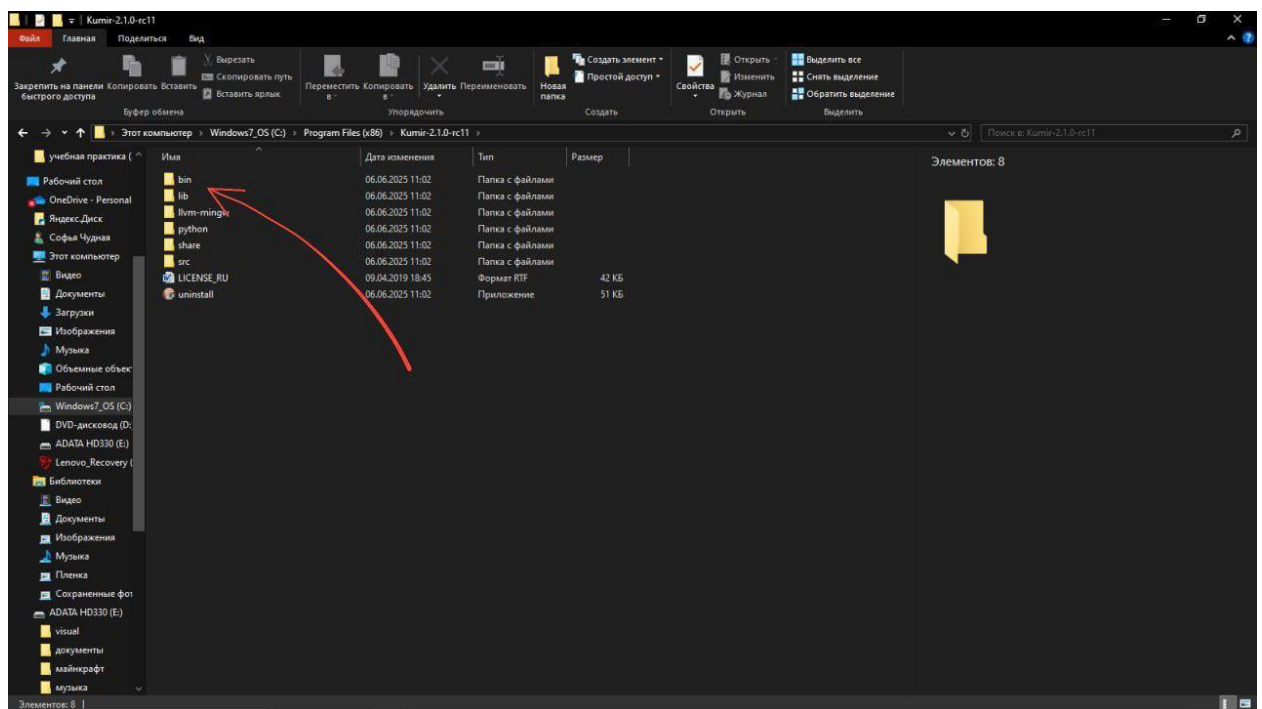 Kumir-2.1.0-rc11
Файл Главная Поделиться Вид
Закрепить на панели быстрого доступа
Копировать
Вставить
Вырезать
Скопировать путь
Вставить ярлык
Буфер обмена
Переместить в
Копировать в
Удалить
Переименовать
Упорядочить
Новая папка
Создать элемент
Простой доступ
Создать
Свойства
Открыть
Изменить
Журнал
Открыть
Выделить все
Снять выделение
Обратить выделение
Выделить
Этот компьютер > Windows7_OS (C:) > Program Files (x86) > Kumir-2.1.0-rc11 >
Поиск в: Kumir-2.1.0-rc11
учебная практика (
Рабочий стол
OneDrive - Personal
Яндекс.Диск
Софья Чудная
Этот компьютер
Видео
Документы
Загрузки
Изображения
Музыка
Объемные объек
Рабочий стол
Windows7_OS (C:)
DVD-дисковод (D:
ADATA HD330 (E:)
Lenovo_Recovery (
Библиотеки
Видео
Документы
Изображения
Музыка
Пленка
Сохраненные фот
ADATA HD330 (E:)
visual
документы
майнкрафт
музыка
Имя Дата изменения Тип Размер
bin 06.06.2025 11:02 Папка с файлами
lib 06.06.2025 11:02 Папка с файлами
llvm-mingw 06.06.2025 11:02 Папка с файлами
python 06.06.2025 11:02 Папка с файлами
share 06.06.2025 11:02 Папка с файлами
src 06.06.2025 11:02 Папка с файлами
LICENSE_RU 09.04.2019 18:45 Формат RTF 42 КБ
uninstall 06.06.2025 11:02 Приложение 51 КБ
Элементов: 8
Элементов: 8